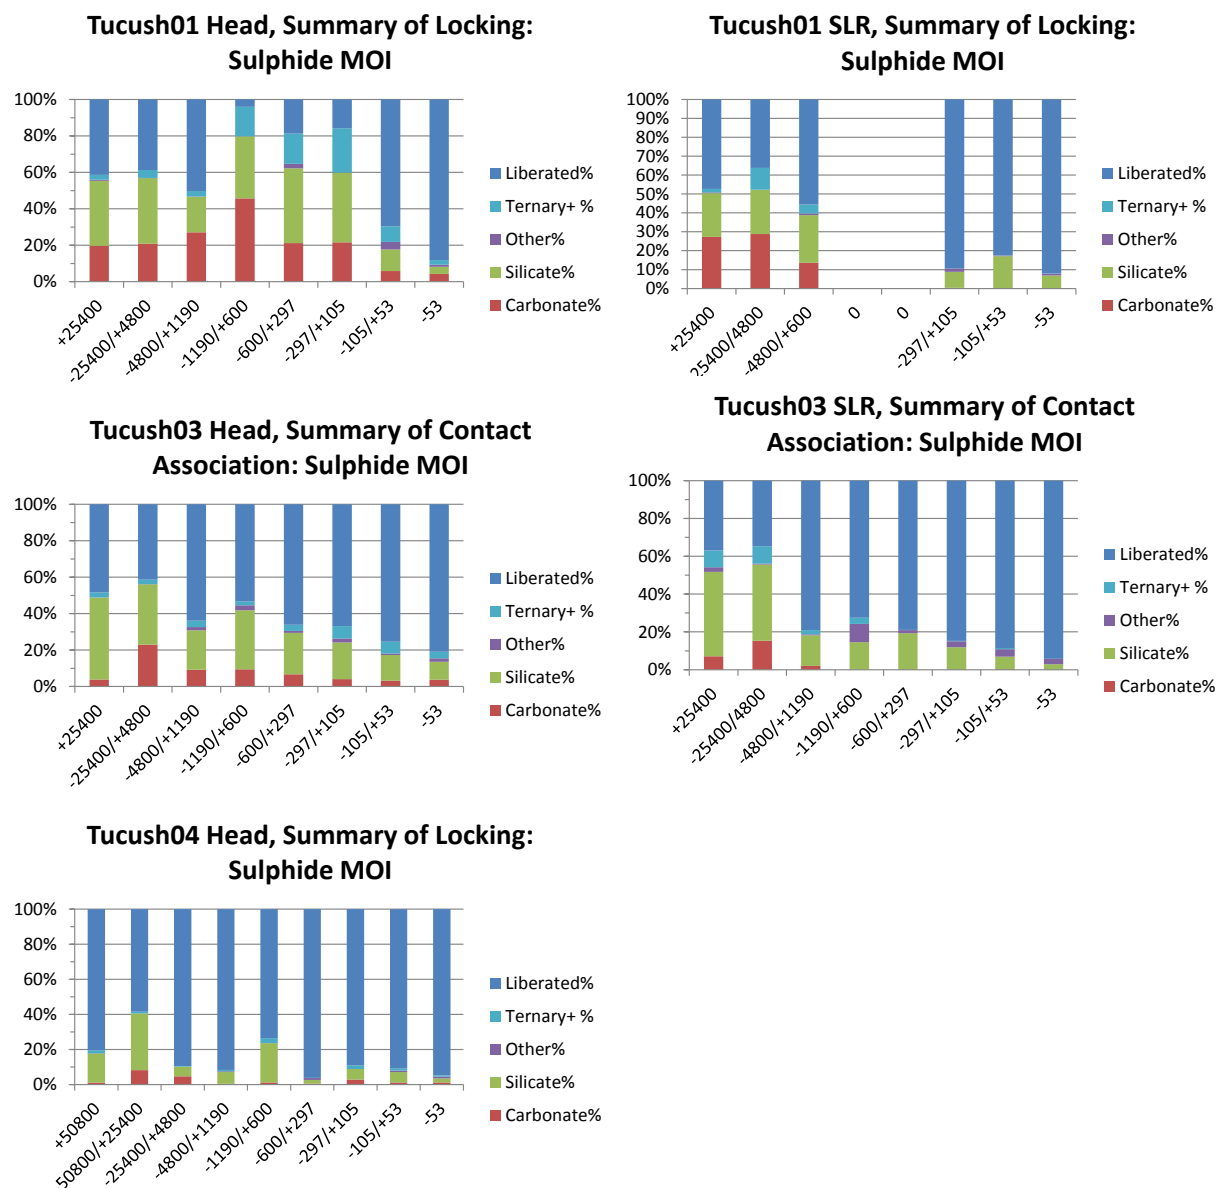 Tucush01 Head, Summary of Locking:
Sulphide MOI
100%
80%
60%
40%
20%
0%
+25400
-25400/+4800
-4800/+1190
-1190/+600
-600/+297
-297/+105
-105/+53
-53
Liberated%
Ternary+ %
Other%
Silicate%
Carbonate%
Tucush01 SLR, Summary of Locking:
Sulphide MOI
100%
90%
80%
70%
60%
50%
40%
30%
20%
10%
0%
+25400
25400/4800
-4800/+600
0
0
-297/+105
-105/+53
-53
Liberated%
Ternary+ %
Other%
Silicate%
Carbonate%
Tucush03 Head, Summary of Contact
Association: Sulphide MOI
100%
80%
60%
40%
20%
0%
+25400
-25400/+4800
-4800/+1190
-1190/+600
-600/+297
-297/+105
-105/+53
-53
Liberated%
Ternary+ %
Other%
Silicate%
Carbonate%
Tucush03 SLR, Summary of Contact
Association: Sulphide MOI
100%
80%
60%
40%
20%
0%
+25400
-25400/4800
-4800/+1190
-1190/+600
-600/+297
-297/+105
-105/+53
-53
Liberated%
Ternary+ %
Other%
Silicate%
Carbonate%
Tucush04 Head, Summary of Locking:
Sulphide MOI
100%
80%
60%
40%
20%
0%
+50800
50800/+25400
-25400/+4800
-4800/+1190
-1190/+600
-600/+297
-297/+105
-105/+53
-53
Liberated%
Ternary+ %
Other%
Silicate%
Carbonate%